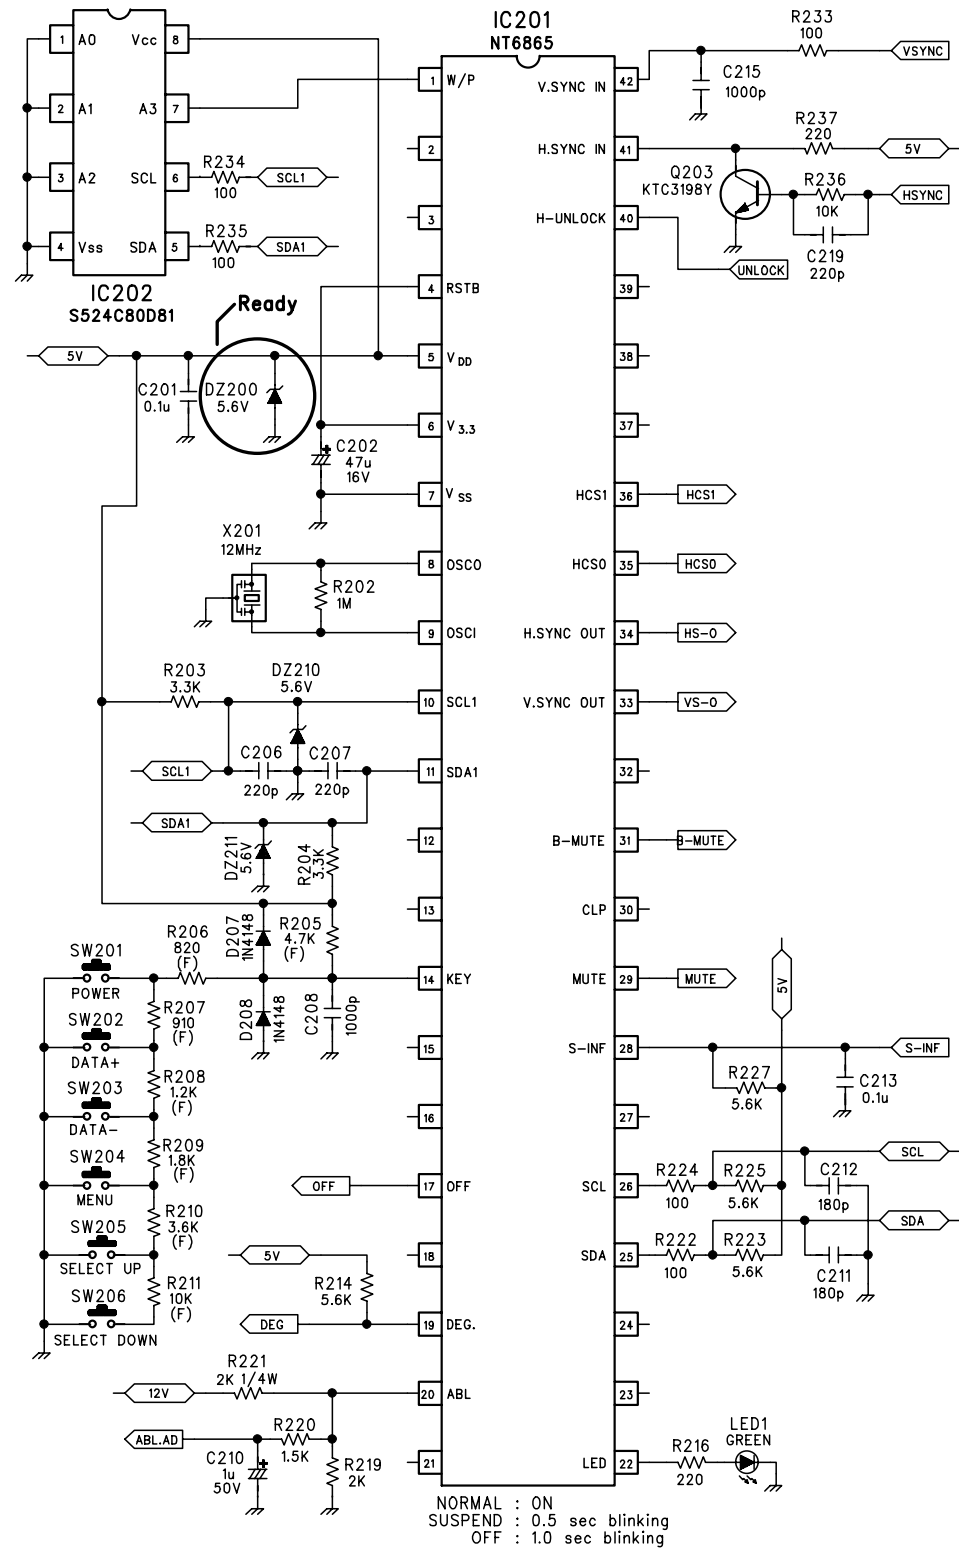 IC201
NT6865
1 A0 Vcc 8
2 A1 A3 7
3 A2 SCL 6
4 Vss SDA 5
IC202
S524C80D81
R234
100
SCL1
R235
100
SDA1
Ready
5V
C201
0.1u
DZ200
5.6V
C202
47u
16V
X201
12MHz
R202
1M
R203
3.3K
DZ210
5.6V
SCL1
C206
220p
C207
220p
SDA1
DZ211
5.6V
R204
3.3K
D207
1N4148
R205
4.7K
(F)
R206
820
(F)
D208
1N4148
C208
1000p
SW201
POWER
R207
910
(F)
SW202
DATA+
R208
1.2K
(F)
SW203
DATA-
R209
1.8K
(F)
SW204
MENU
R210
3.6K
(F)
SW205
SELECT UP
R211
10K
(F)
SW206
SELECT DOWN
OFF
5V
R214
5.6K
DEG
R221
2K 1/4W
12V
ABL.AD
R220
1.5K
C210
1u
50V
R219
2K
1 W/P
2
3
4 RSTB
5 VDD
6 V3.3
7 VSS
8 OSCO
9 OSCI
10 SCL1
11 SDA1
12
13
14 KEY
15
16
17 OFF
18
19 DEG.
20 ABL
21
V.SYNC IN 42
H.SYNC IN 41
H-UNLOCK 40
39
38
37
HCS1 36
HCS0 35
H.SYNC OUT 34
V.SYNC OUT 33
32
B-MUTE 31
CLP 30
MUTE 29
S-INF 28
27
SCL 26
SDA 25
24
23
LED 22
R233
100
VSYNC
C215
1000p
R237
220
5V
Q203
KTC3198Y
R236
10K
HSYNC
C219
220p
UNLOCK
HCS1
HCS0
HS-O
VS-O
B-MUTE
MUTE
5V
S-INF
R227
5.6K
C213
0.1u
SCL
R224
100
R225
5.6K
C212
180p
SDA
R222
100
R223
5.6K
C211
180p
LED1
GREEN
R216
220
NORMAL : ON
SUSPEND : 0.5 sec blinking
OFF : 1.0 sec blinking